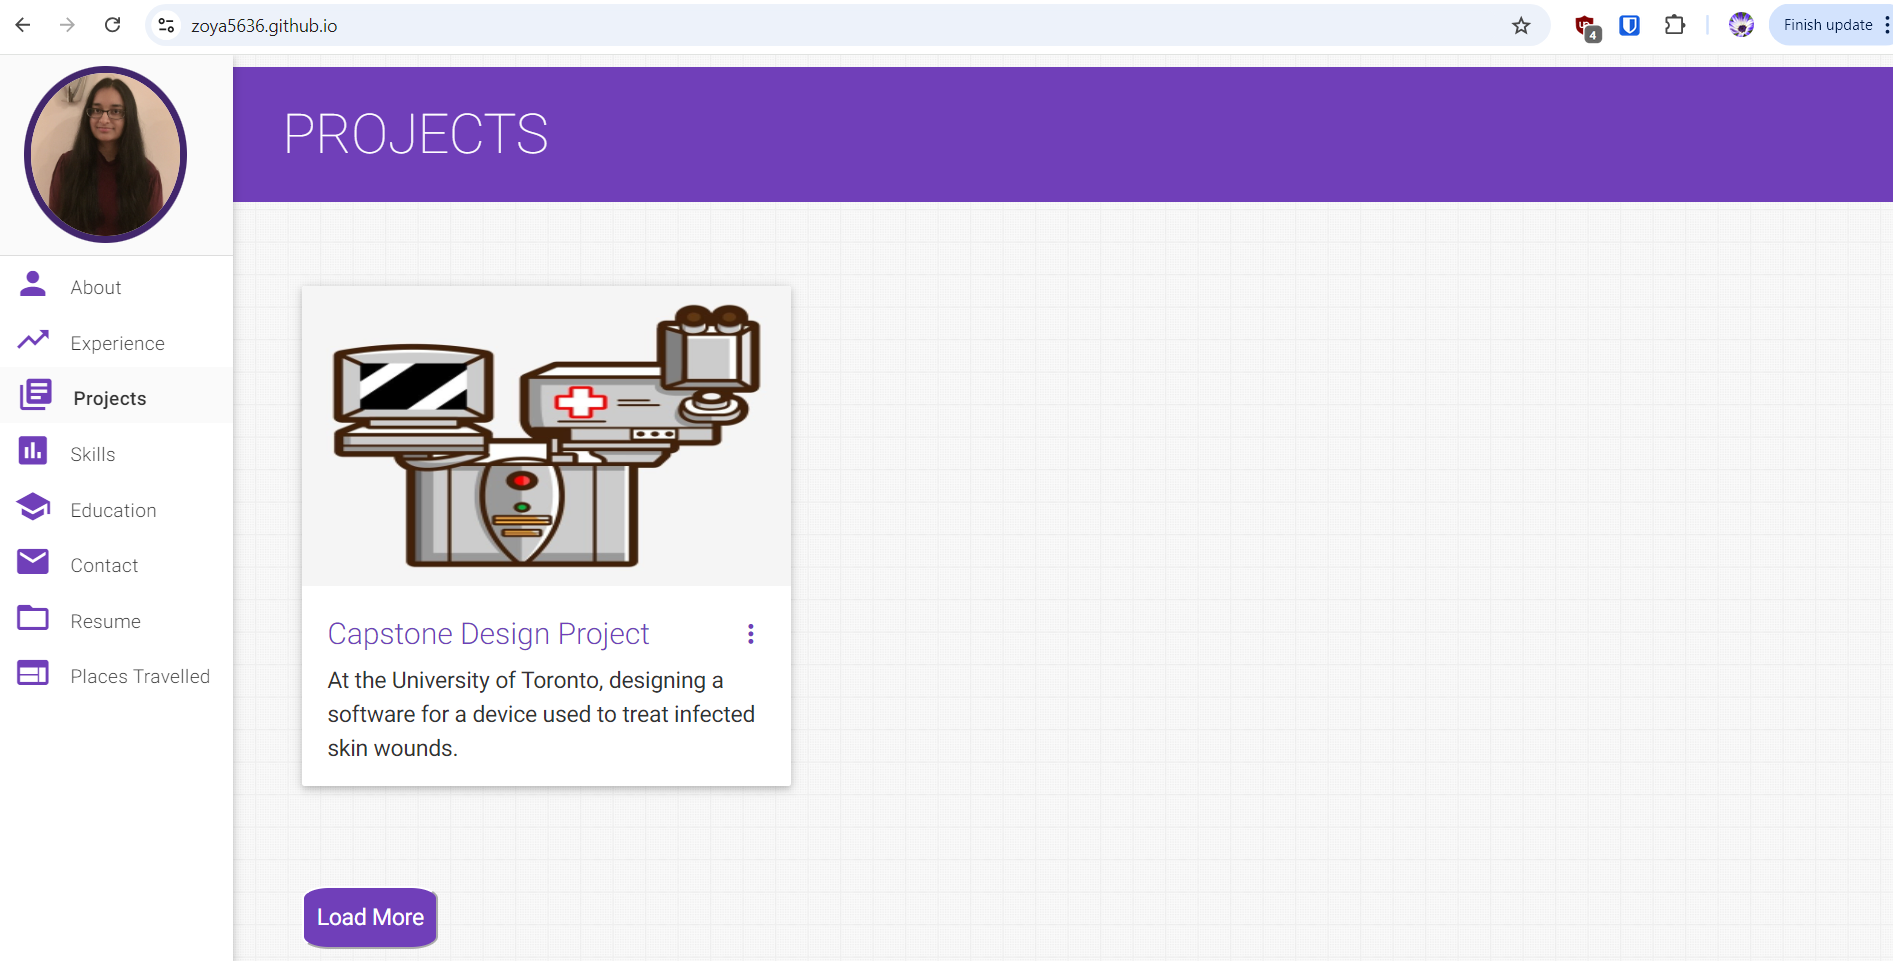 zoya5636.github.io
4
Finish update
PROJECTS
About
Experience
Projects
Skills
Education
Contact
Resume
Places Travelled
Capstone Design Project
At the University of Toronto, designing a
software for a device used to treat infected
skin wounds.
Load More